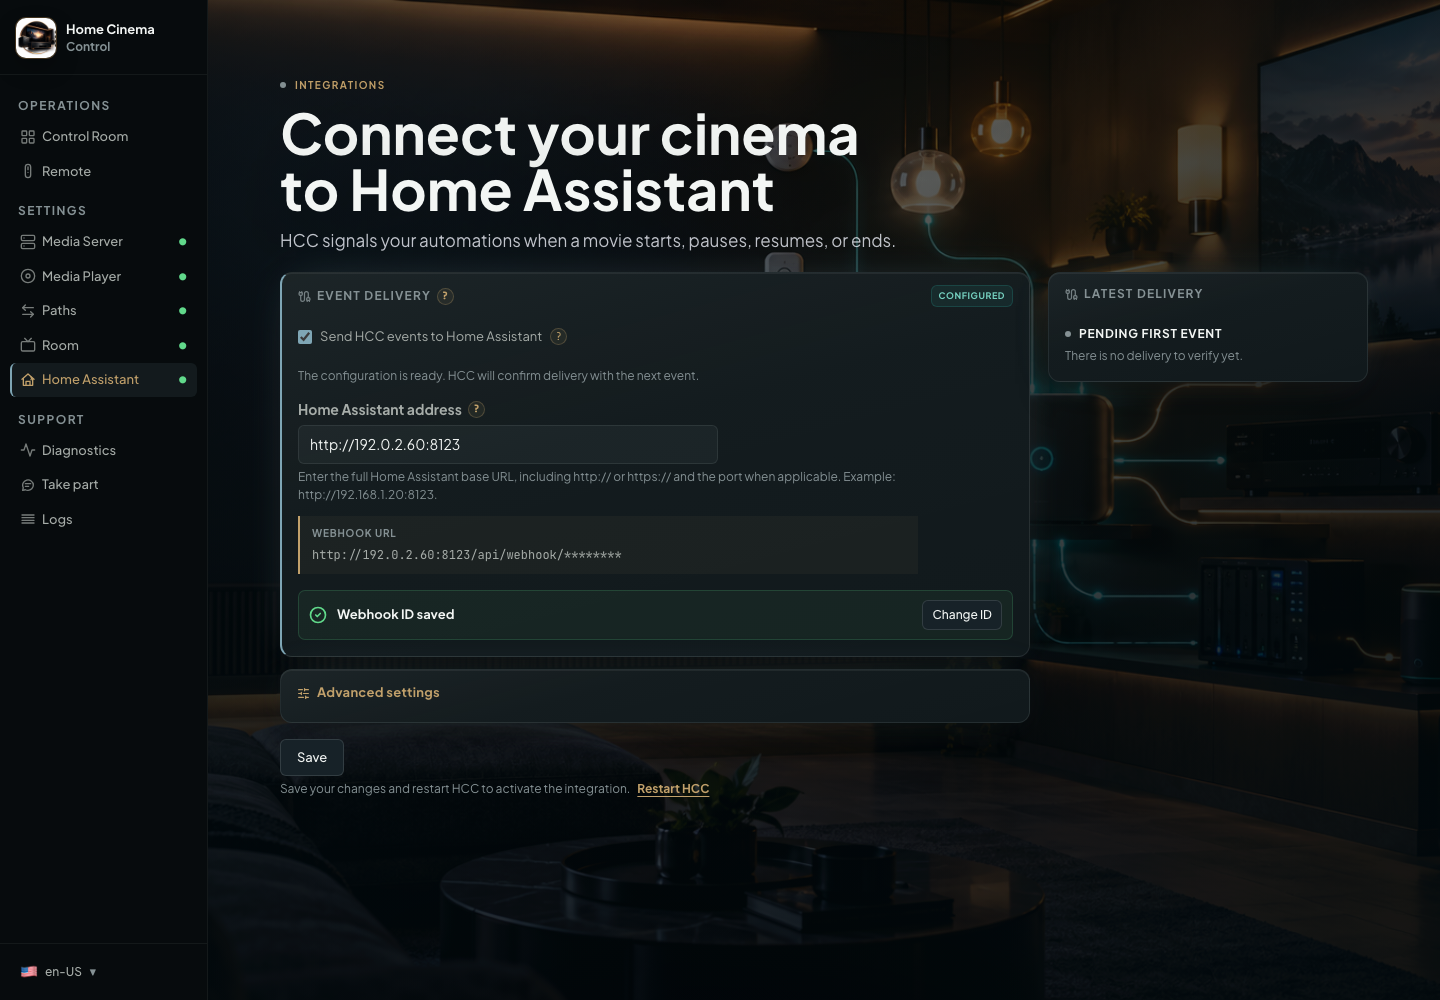 Home Cinema
Control
OPERATIONS
Control Room
Remote
SETTINGS
Media Server
Media Player
Paths
Room
Home Assistant
SUPPORT
Diagnostics
Take part
Logs
en-US
INTEGRATIONS
Connect your cinema
to Home Assistant
HCC signals your automations when a movie starts, pauses, resumes, or ends.
EVENT DELIVERY ?
CONFIGURED
Send HCC events to Home Assistant ?
The configuration is ready. HCC will confirm delivery with the next event.
Home Assistant address ?
http://192.0.2.60:8123
Enter the full Home Assistant base URL, including http:// or https:// and the port when applicable. Example:
http://192.168.1.20:8123.
WEBHOOK URL
http://192.0.2.60:8123/api/webhook/********
Webhook ID saved
Change ID
Advanced settings
Save
Save your changes and restart HCC to activate the integration. Restart HCC
LATEST DELIVERY
PENDING FIRST EVENT
There is no delivery to verify yet.